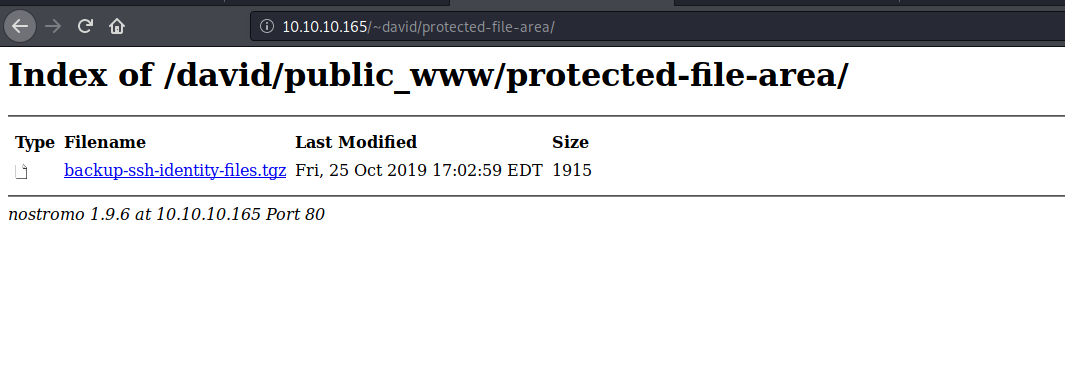 10.10.10.165/~david/protected-file-area/
Index of /david/public_www/protected-file-area/
Type Filename Last Modified Size
backup-ssh-identity-files.tgz Fri, 25 Oct 2019 17:02:59 EDT 1915
nostromo 1.9.6 at 10.10.10.165 Port 80